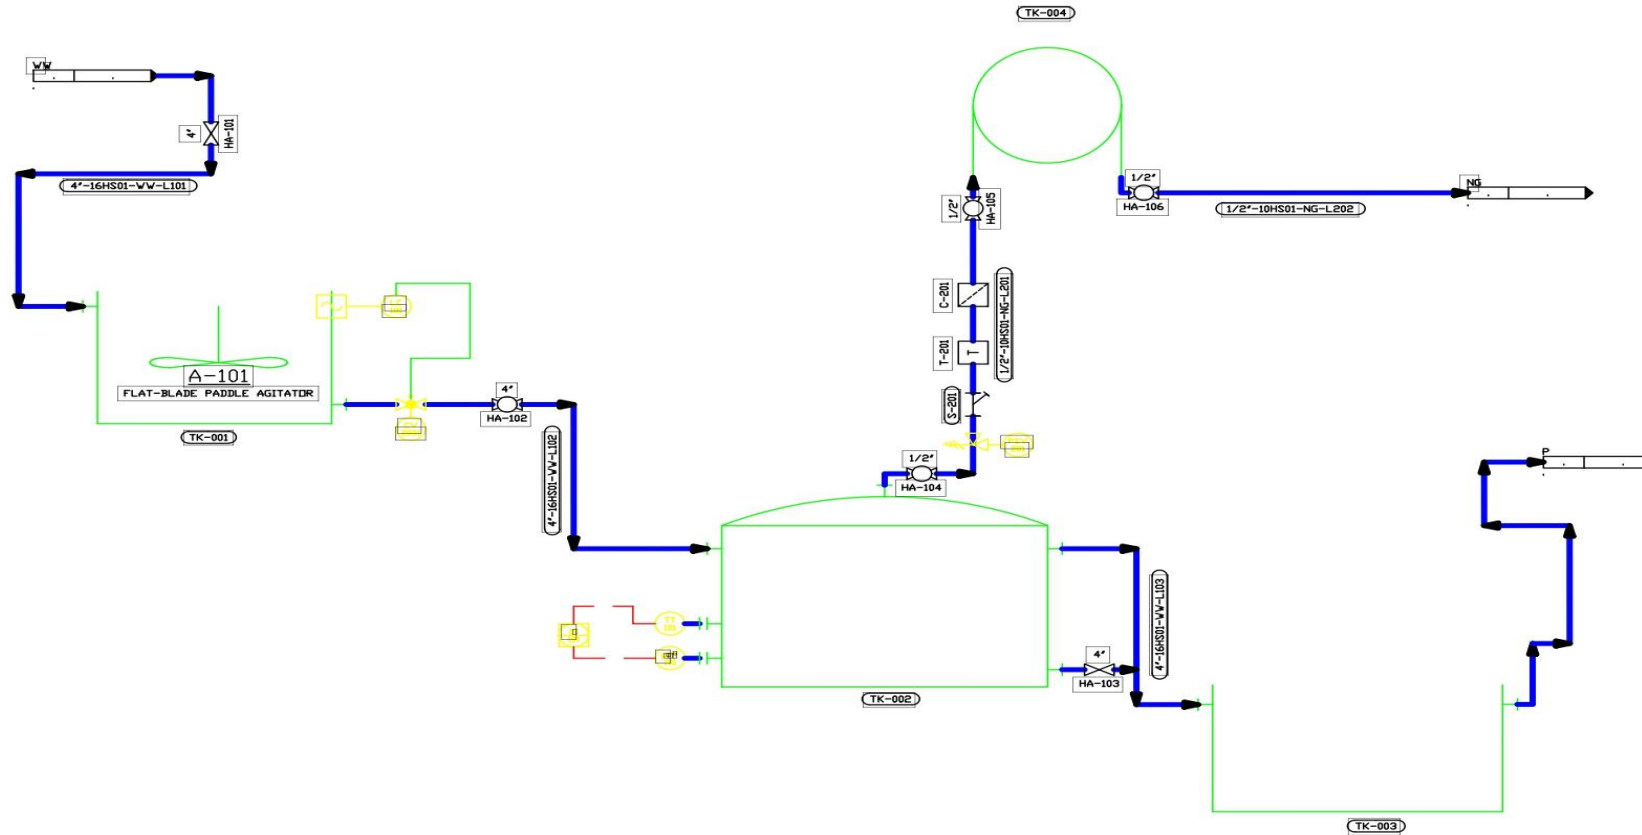 TK-004
WW
4"
HA-101
4"-16HS01-WW-L101
1/2"
HA-106
NG
1/2"-10HS01-NG-L202
1/2"
HA-105
C-201
1/2"-10HS01-NG-L201
T-201
T
S-201
A-101
FLAT-BLADE PADDLE AGITATOR
TK-001
4"
HA-102
4"-16HS01-WW-L102
1/2"
HA-104
P
4"-16HS01-WW-L103
4"
HA-103
TK-002
TK-003